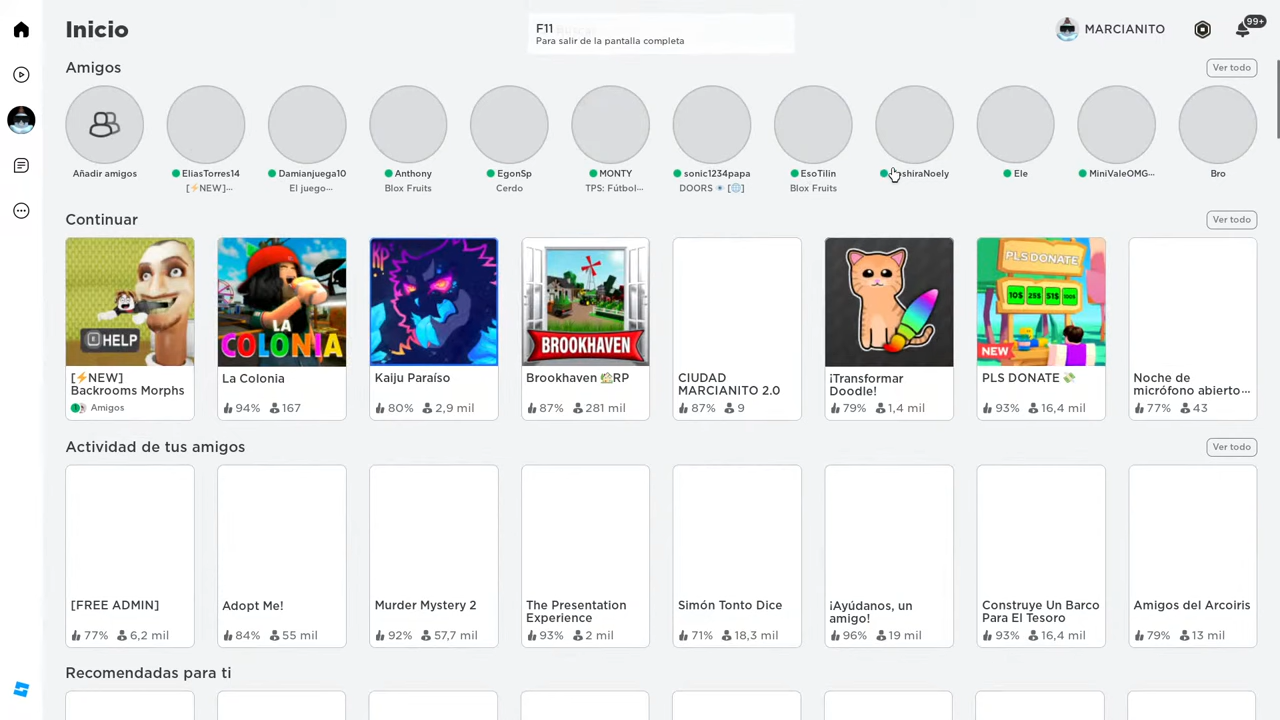 Inicio
F11
Para salir de la pantalla completa
MARCIANITO
99+
Amigos
Ver todo
Añadir amigos
EliasTorres14
[⚡NEW]...
Damianjuega10
El juego...
Anthony
Blox Fruits
EgonSp
Cerdo
MONTY
TPS: Fútbol...
sonic1234papa
DOORS 👁 [🌐]
EsoTilin
Blox Fruits
shiraNoely
Ele
MiniValeOMG...
Bro
Continuar
Ver todo
E HELP
LA
COLONIA
KP
BROOKHAVEN
PLS DONATE
10$ 25$ 51$ 100$
NEW
[⚡NEW]
Backrooms Morphs
Amigos
La Colonia
94% 167
Kaiju Paraíso
80% 2,9 mil
Brookhaven 🏡RP
87% 281 mil
CIUDAD
MARCIANITO 2.0
87% 9
¡Transformar
Doodle!
79% 1,4 mil
PLS DONATE 💸
93% 16,4 mil
Noche de
micrófono abierto...
77% 43
Actividad de tus amigos
Ver todo
[FREE ADMIN]
77% 6,2 mil
Adopt Me!
84% 55 mil
Murder Mystery 2
92% 57,7 mil
The Presentation
Experience
93% 2 mil
Simón Tonto Dice
71% 18,3 mil
¡Ayúdanos, un
amigo!
96% 19 mil
Construye Un Barco
Para El Tesoro
93% 16,4 mil
Amigos del Arcoiris
79% 13 mil
Recomendadas para ti